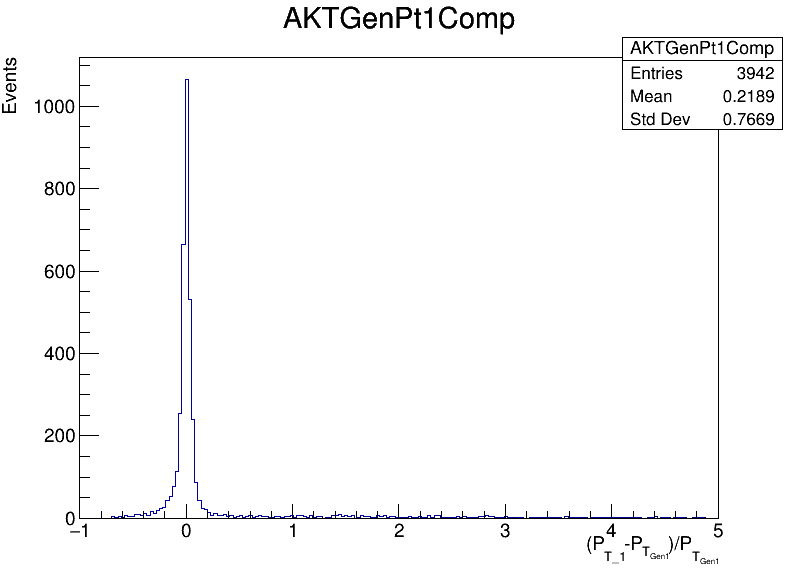 AKTGenPt1Comp
AKTGenPt1Comp
Entries 3942
Mean 0.2189
Std Dev 0.7669
Events
1000
800
600
400
200
0
−1 0 1 2 3 4 5
(P_T_1-P_T_Gen1)/P_T_Gen1